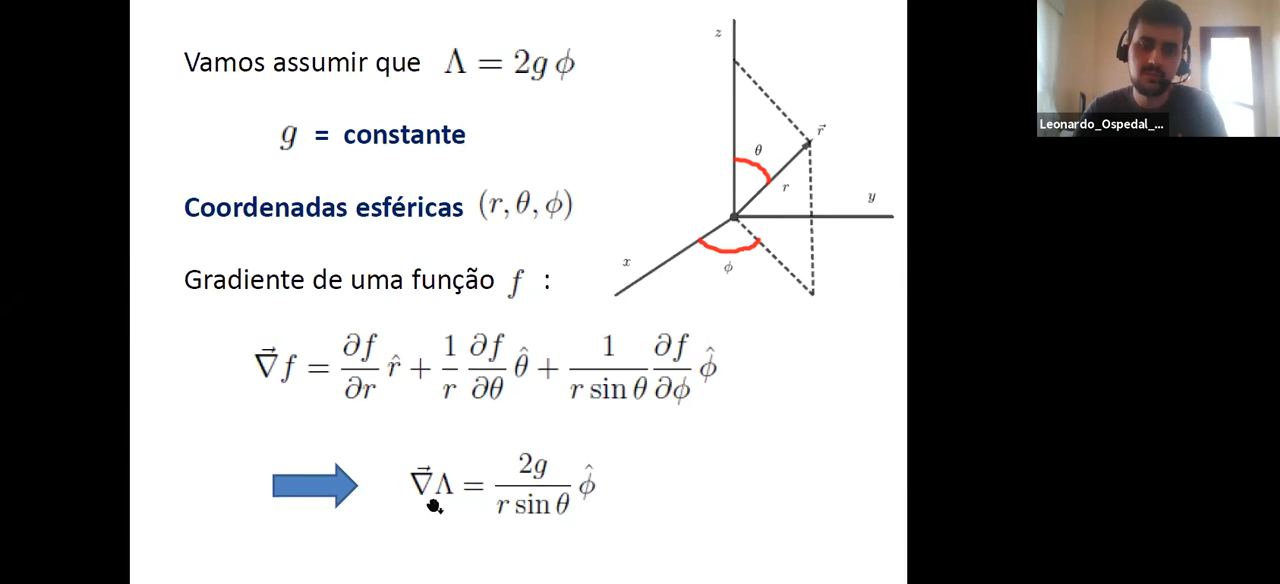 Vamos assumir que Λ = 2g ϕ
g = constante
Coordenadas esféricas (r, θ, ϕ)
Gradiente de uma função f :
∇⃗f = ∂f/∂r r̂ + 1/r ∂f/∂θ θ̂ + 1/(r sin θ) ∂f/∂ϕ ϕ̂
∇⃗Λ = 2g/(r sin θ) ϕ̂
z
r⃗
θ
r
y
x
ϕ
Leonardo_Ospedal_...